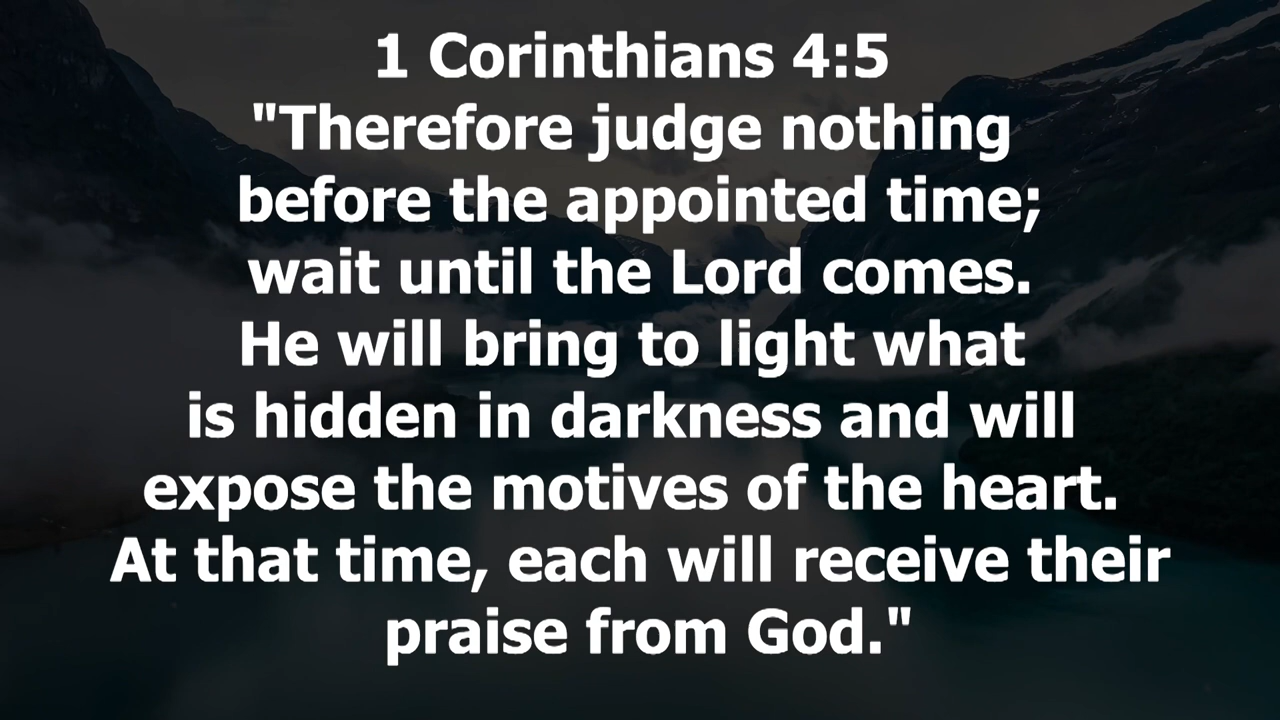 1 Corinthians 4:5
"Therefore judge nothing
before the appointed time;
wait until the Lord comes.
He will bring to light what
is hidden in darkness and will
expose the motives of the heart.
At that time, each will receive their
praise from God."